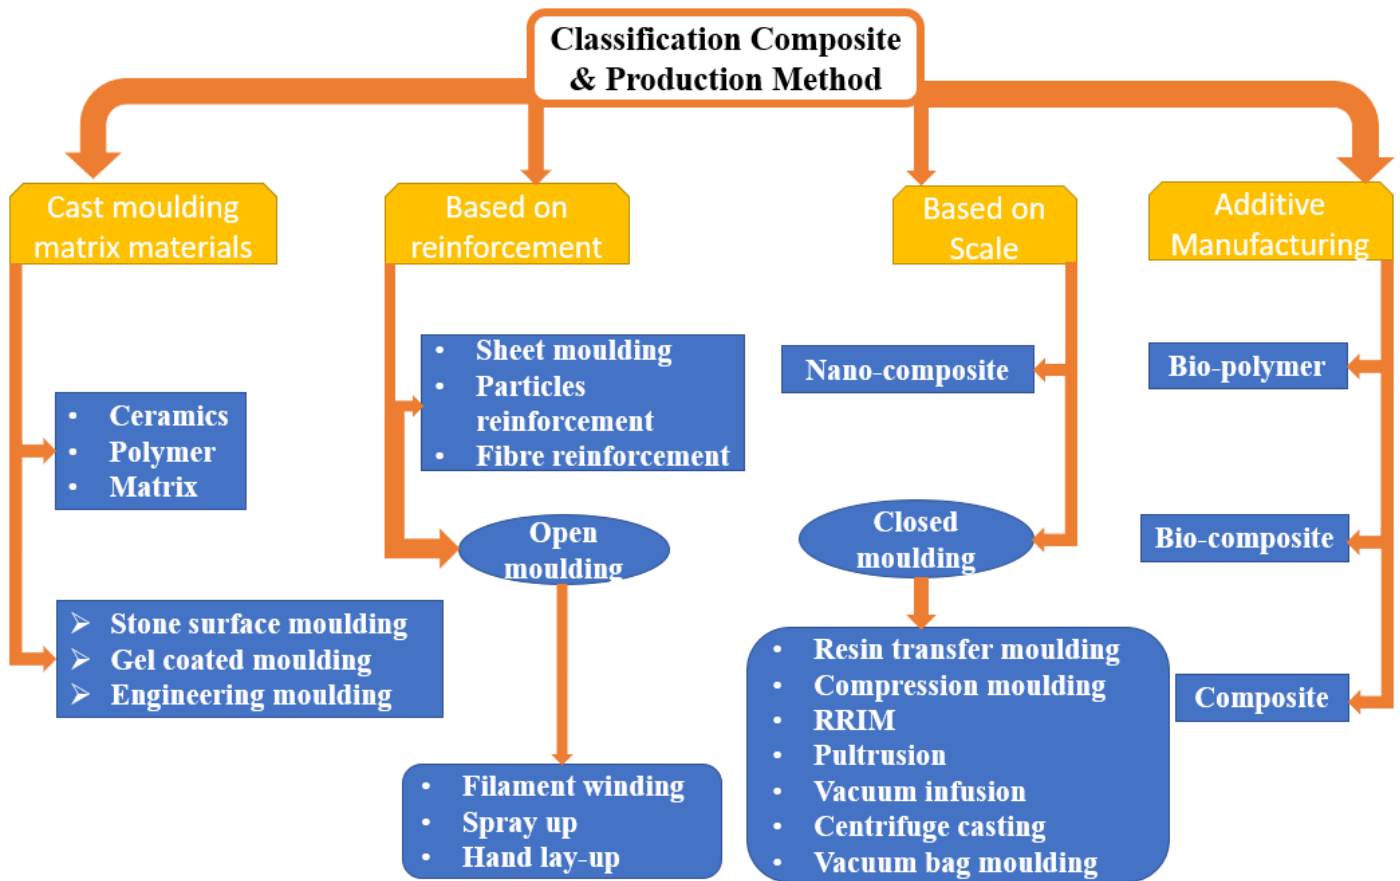 Classification Composite
& Production Method
Cast moulding
matrix materials
Based on
reinforcement
Based on
Scale
Additive
Manufacturing
• Ceramics
• Polymer
• Matrix
➢ Stone surface moulding
➢ Gel coated moulding
➢ Engineering moulding
• Sheet moulding
• Particles
reinforcement
• Fibre reinforcement
Open
moulding
• Filament winding
• Spray up
• Hand lay-up
Nano-composite
Closed
moulding
• Resin transfer moulding
• Compression moulding
• RRIM
• Pultrusion
• Vacuum infusion
• Centrifuge casting
• Vacuum bag moulding
Bio-polymer
Bio-composite
Composite